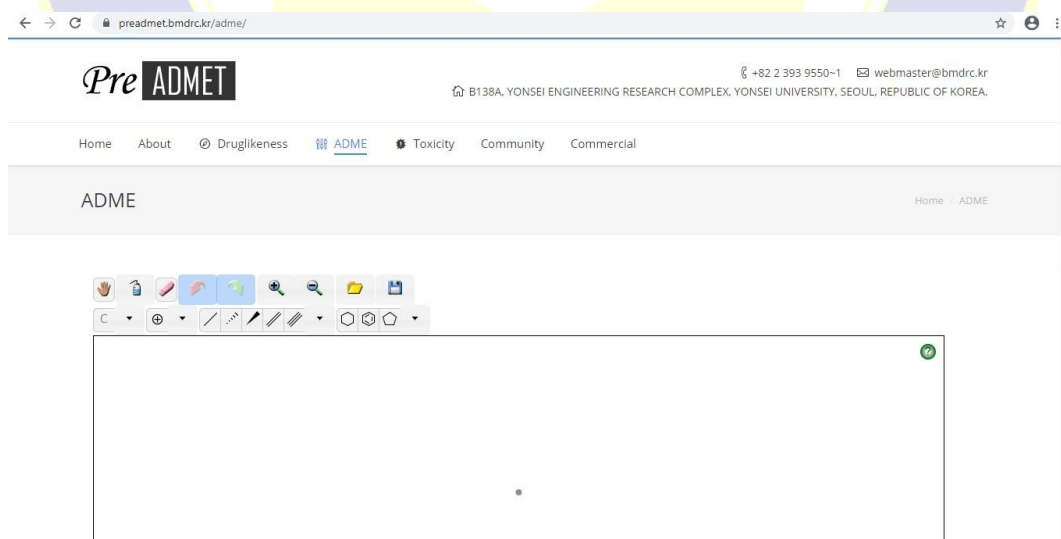 preadmet.bmdrc.kr/adme/
Pre ADMET
+82 2 393 9550~1 webmaster@bmdrc.kr
B138A, YONSEI ENGINEERING RESEARCH COMPLEX, YONSEI UNIVERSITY, SEOUL, REPUBLIC OF KOREA.
Home About Druglikeness ADME Toxicity Community Commercial
ADME
Home / ADME
C